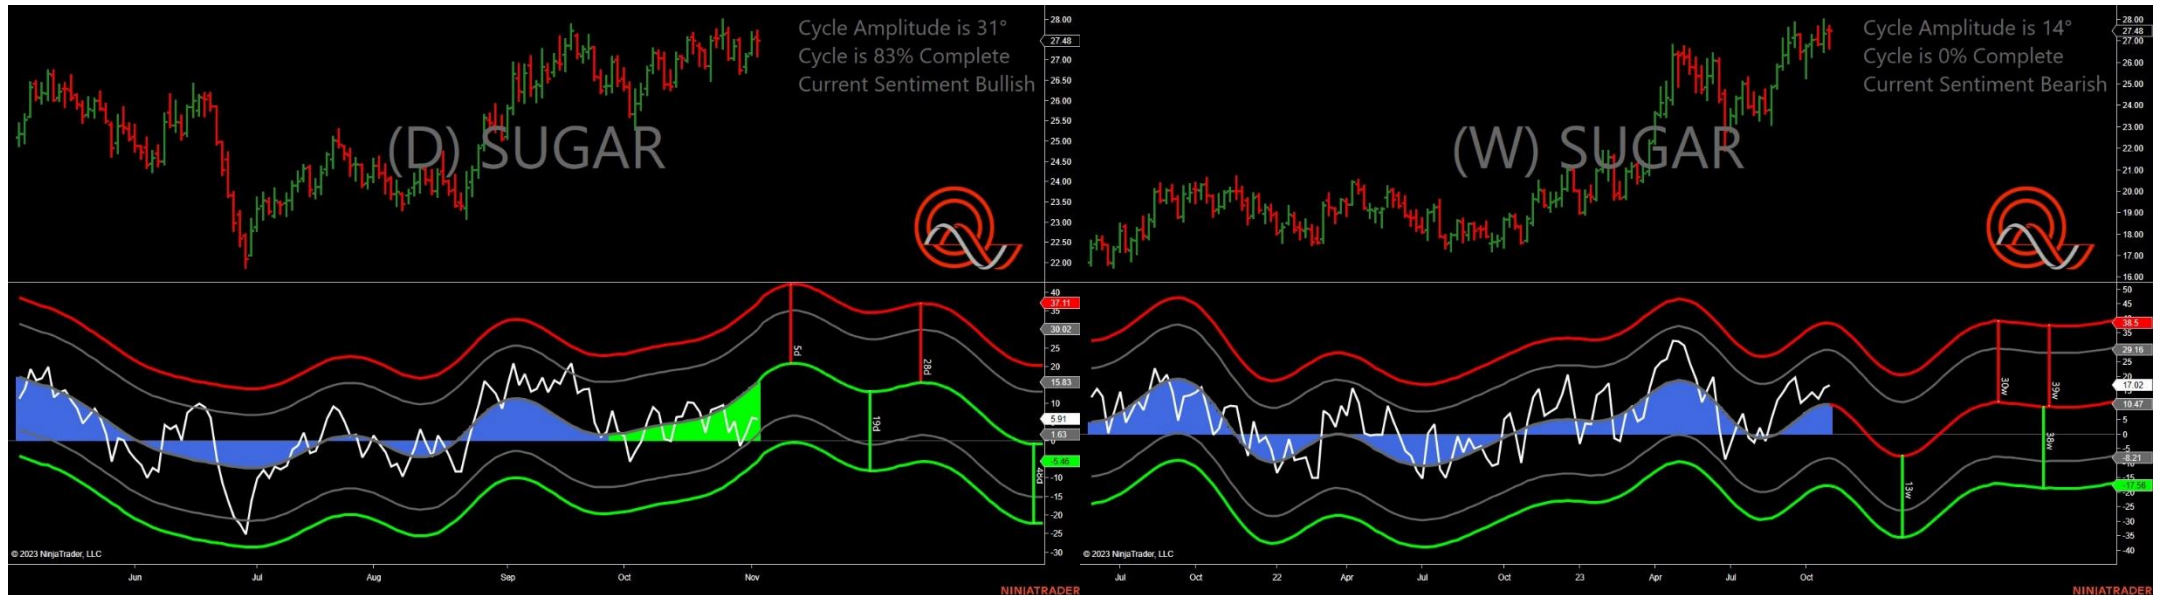 Cycle Amplitude is 31°
Cycle is 83% Complete
Current Sentiment Bullish
(D) SUGAR
28.00
27.48
27.00
26.50
26.00
25.50
25.00
24.50
24.00
23.50
23.00
22.50
22.00
40
37.11
35
30.02
25
20
15.83
10
5.91
1.63
-5.46
-10
-15
-20
-25
-30
5d
28d
19d
48d
© 2023 NinjaTrader, LLC
Jun
Jul
Aug
Sep
Oct
Nov
NINJATRADER
Cycle Amplitude is 14°
Cycle is 0% Complete
Current Sentiment Bearish
(W) SUGAR
28.00
27.48
27.00
26.00
25.00
24.00
23.00
22.00
21.00
20.00
19.00
18.00
17.00
16.00
50
45
38.5
35
29.16
25
20
17.02
10.47
5
0
-5
-8.21
-17.56
-20
-25
-30
-35
-40
30w
39w
38w
13w
© 2023 NinjaTrader, LLC
Jul
Oct
22
Apr
Jul
Oct
23
Apr
Jul
Oct
NINJATRADER